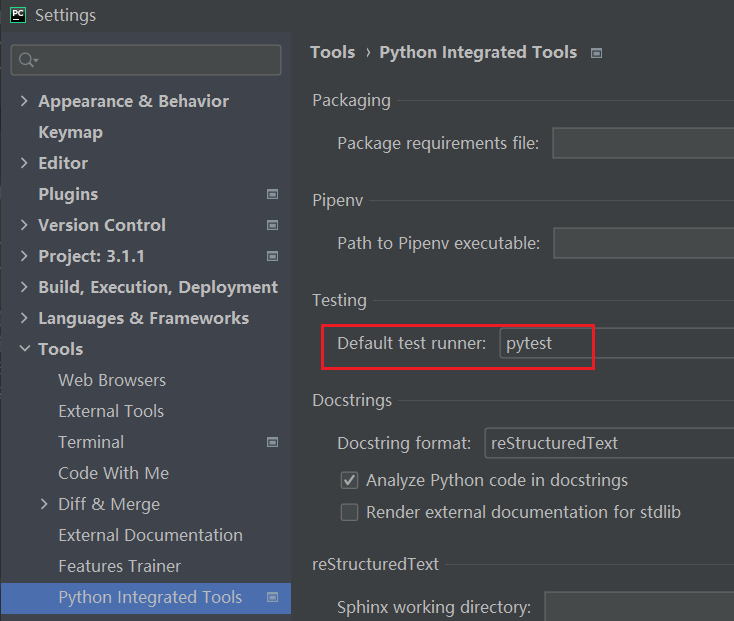 PC Settings
Appearance & Behavior
Keymap
Editor
Plugins
Version Control
Project: 3.1.1
Build, Execution, Deployment
Languages & Frameworks
Tools
Web Browsers
External Tools
Terminal
Code With Me
Diff & Merge
External Documentation
Features Trainer
Python Integrated Tools
Tools › Python Integrated Tools
Packaging
Package requirements file:
Pipenv
Path to Pipenv executable:
Testing
Default test runner: pytest
Docstrings
Docstring format: reStructuredText
Analyze Python code in docstrings
Render external documentation for stdlib
reStructuredText
Sphinx working directory: